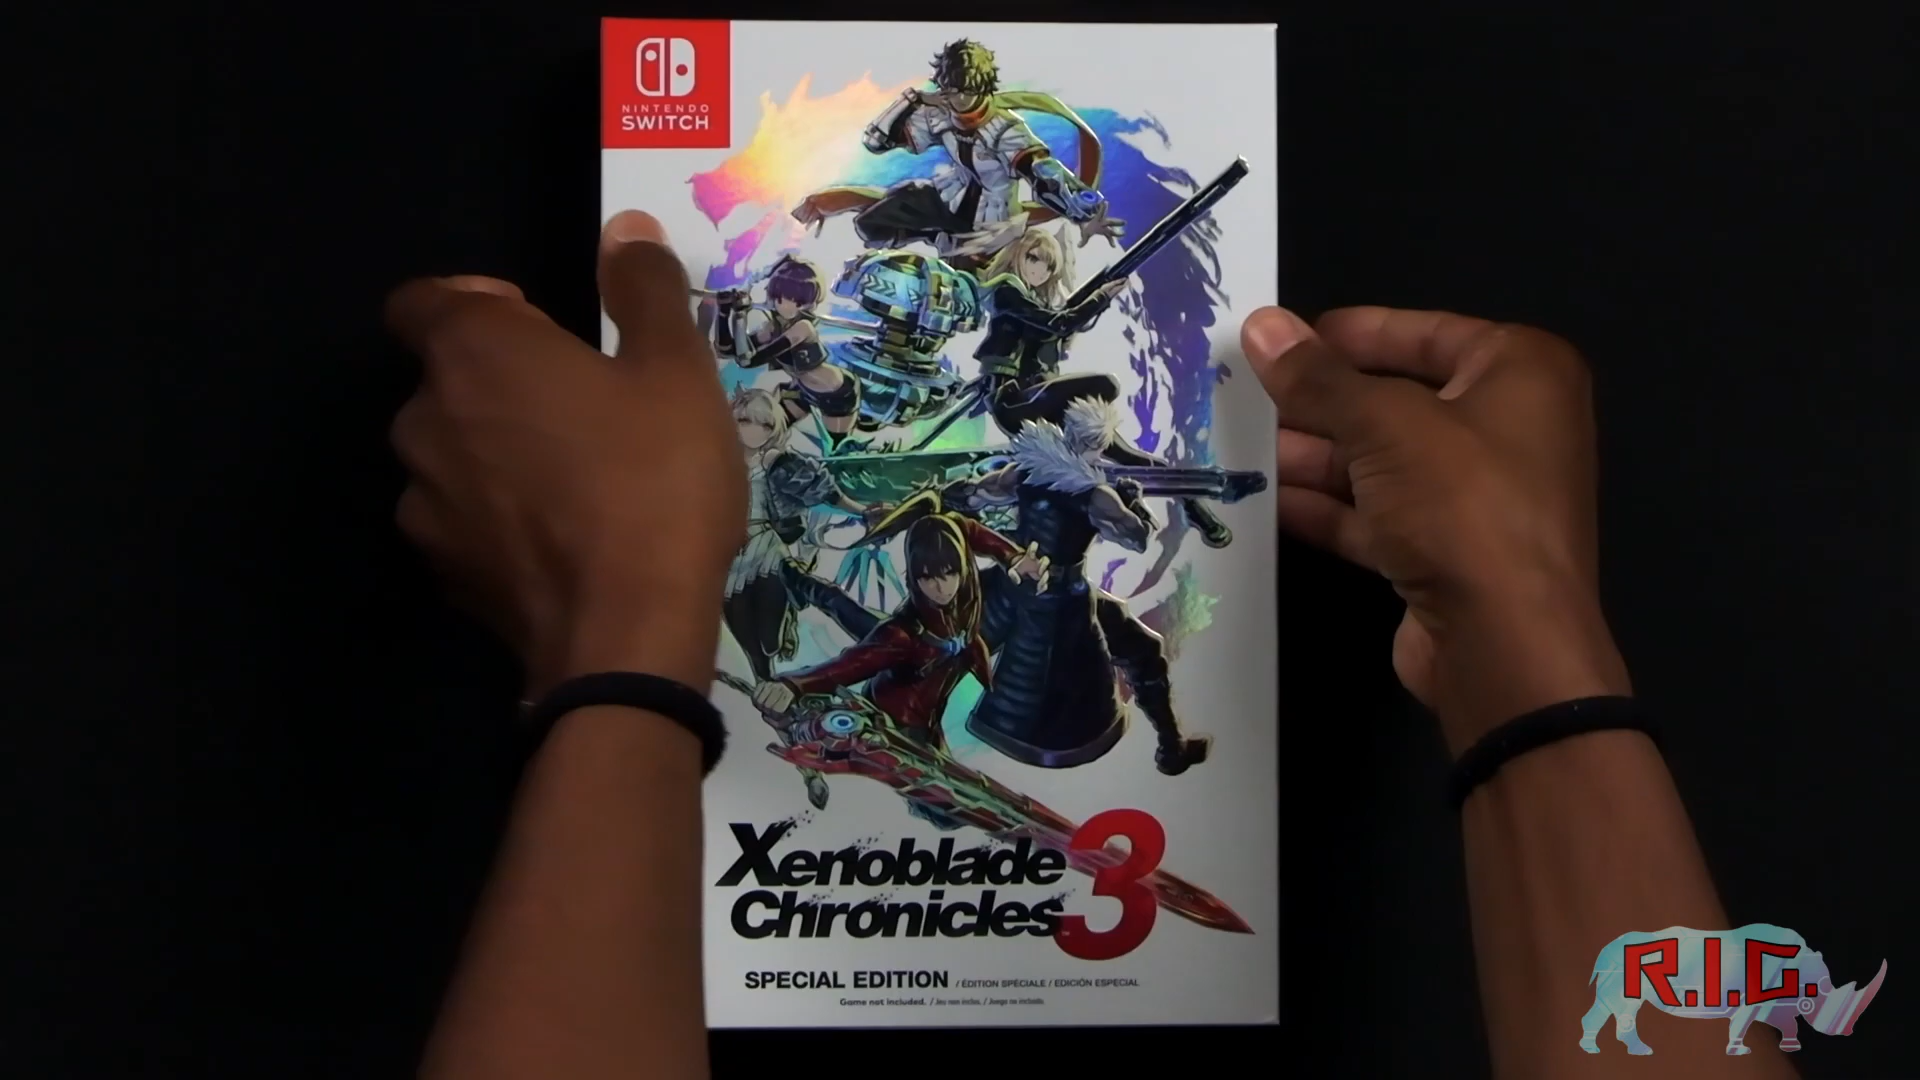 NINTENDO
SWITCH
Xenoblade
Chronicles 3
SPECIAL EDITION / ÉDITION SPÉCIALE / EDICIÓN ESPECIAL
Game not included. / Jeu non inclus. / Juego no incluido.
R.I.G.